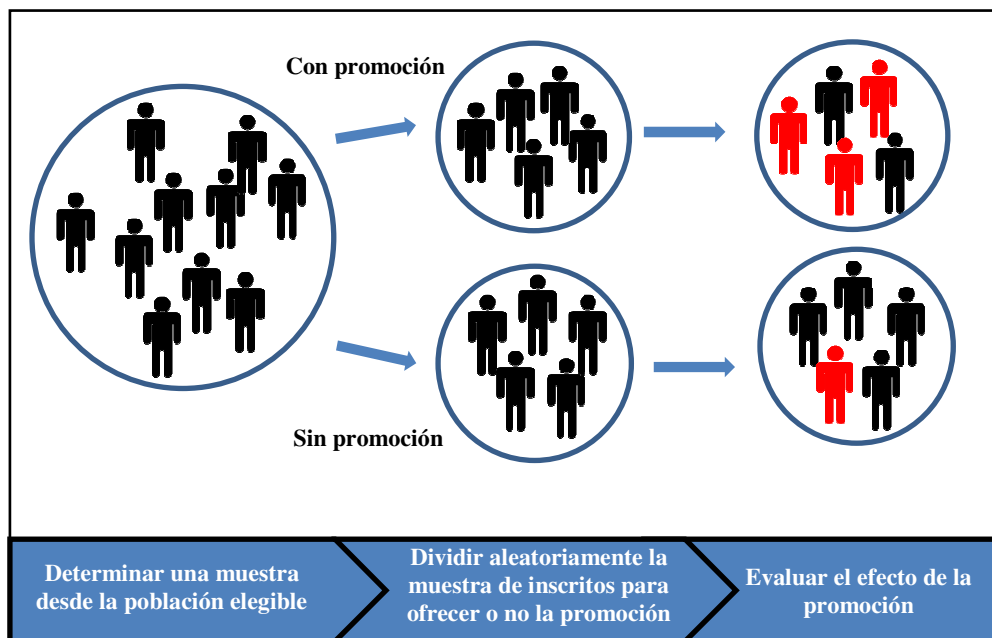 Con promoción
Sin promoción
Determinar una muestra
desde la población elegible
Dividir aleatoriamente la
muestra de inscritos para
ofrecer o no la promoción
Evaluar el efecto de la
promoción